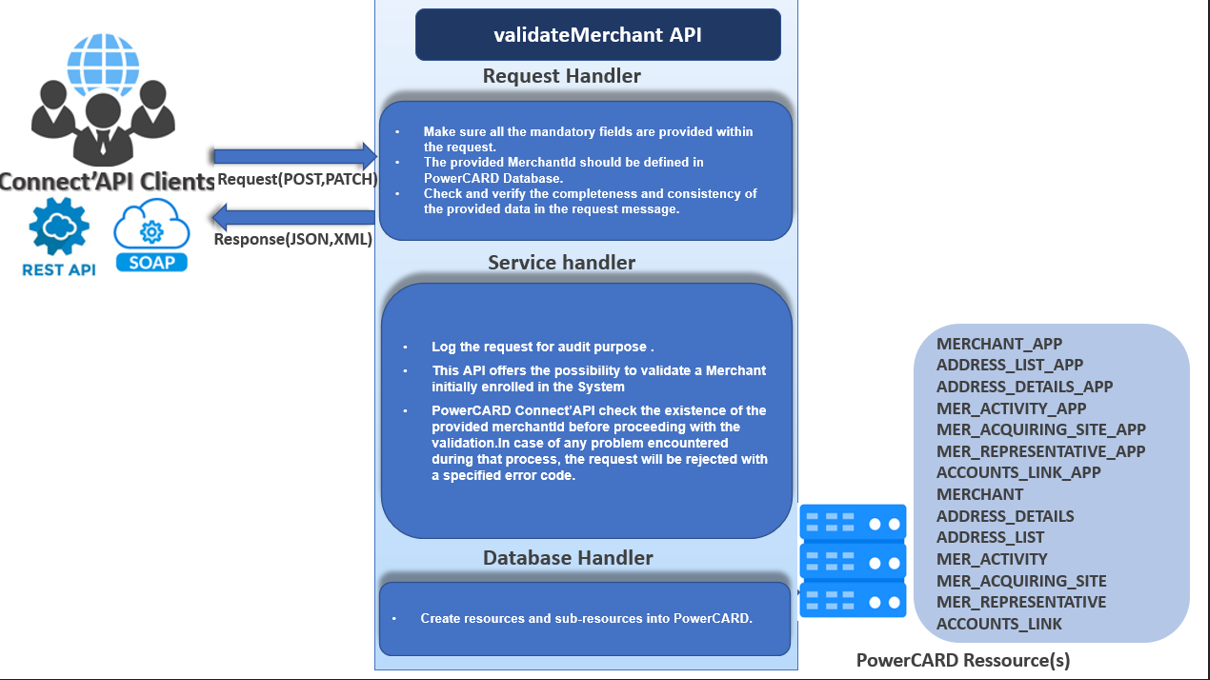 validateMerchant API
Request Handler
• Make sure all the mandatory fields are provided within
the request.
• The provided MerchantId should be defined in
PowerCARD Database.
• Check and verify the completeness and consistency of
the provided data in the request message.
Connect'API Clients
Request(POST,PATCH)
Response(JSON,XML)
REST API
SOAP
Service handler
• Log the request for audit purpose .
• This API offers the possibility to validate a Merchant
initially enrolled in the System
• PowerCARD Connect'API check the existence of the
provided merchantId before proceeding with the
validation.In case of any problem encountered
during that process, the request will be rejected with
a specified error code.
Database Handler
• Create resources and sub-resources into PowerCARD.
MERCHANT_APP
ADDRESS_LIST_APP
ADDRESS_DETAILS_APP
MER_ACTIVITY_APP
MER_ACQUIRING_SITE_APP
MER_REPRESENTATIVE_APP
ACCOUNTS_LINK_APP
MERCHANT
ADDRESS_DETAILS
ADDRESS_LIST
MER_ACTIVITY
MER_ACQUIRING_SITE
MER_REPRESENTATIVE
ACCOUNTS_LINK
PowerCARD Ressource(s)